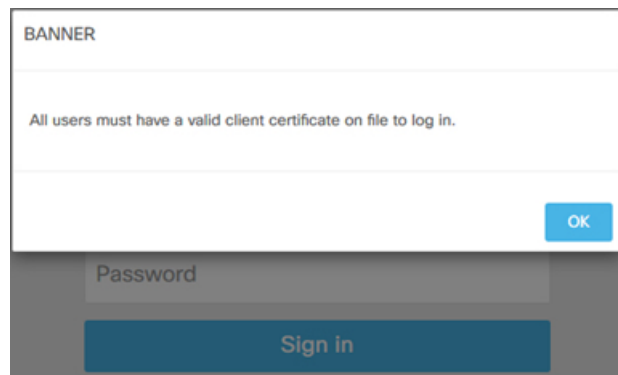 BANNER
All users must have a valid client certificate on file to log in.
OK
Password
Sign in